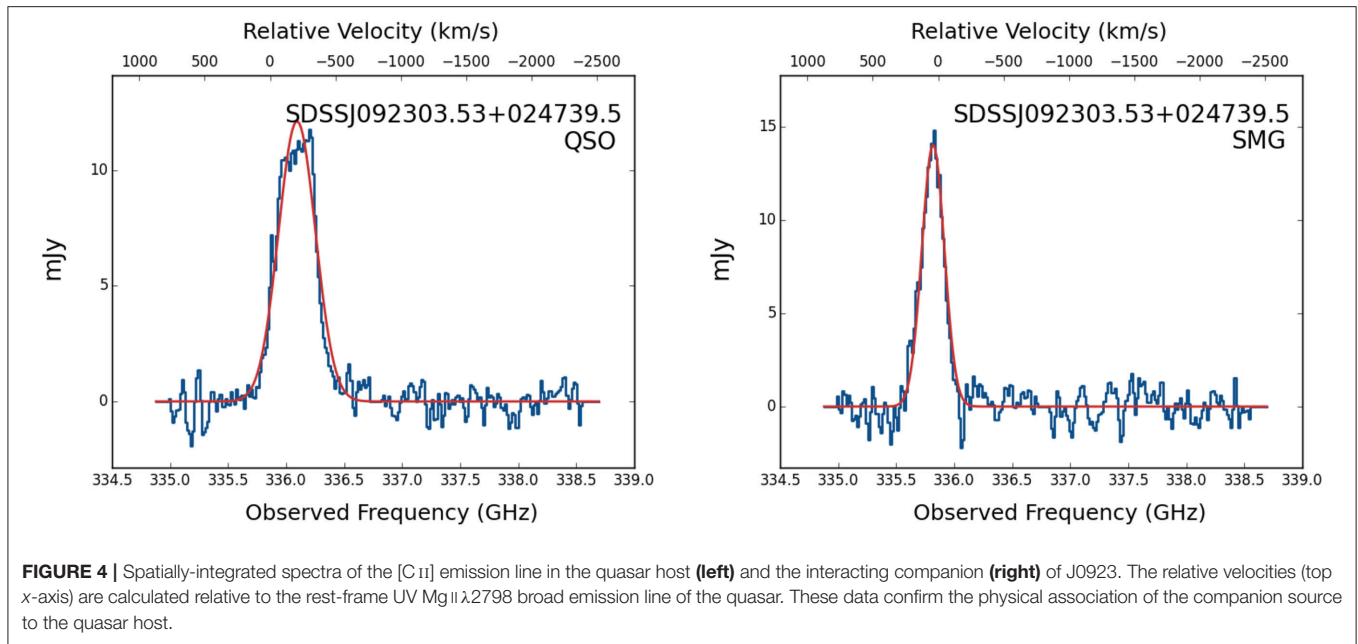 Relative Velocity (km/s)
1000 500 0 −500 −1000 −1500 −2000 −2500
SDSSJ092303.53+024739.5
QSO
10
5
0
mJy
334.5 335.0 335.5 336.0 336.5 337.0 337.5 338.0 338.5 339.0
Observed Frequency (GHz)
Relative Velocity (km/s)
1000 500 0 −500 −1000 −1500 −2000 −2500
SDSSJ092303.53+024739.5
SMG
15
10
5
0
mJy
334.5 335.0 335.5 336.0 336.5 337.0 337.5 338.0 338.5 339.0
Observed Frequency (GHz)
FIGURE 4 | Spatially-integrated spectra of the [C II] emission line in the quasar host (left) and the interacting companion (right) of J0923. The relative velocities (top
x-axis) are calculated relative to the rest-frame UV Mg II λ2798 broad emission line of the quasar. These data confirm the physical association of the companion source
to the quasar host.